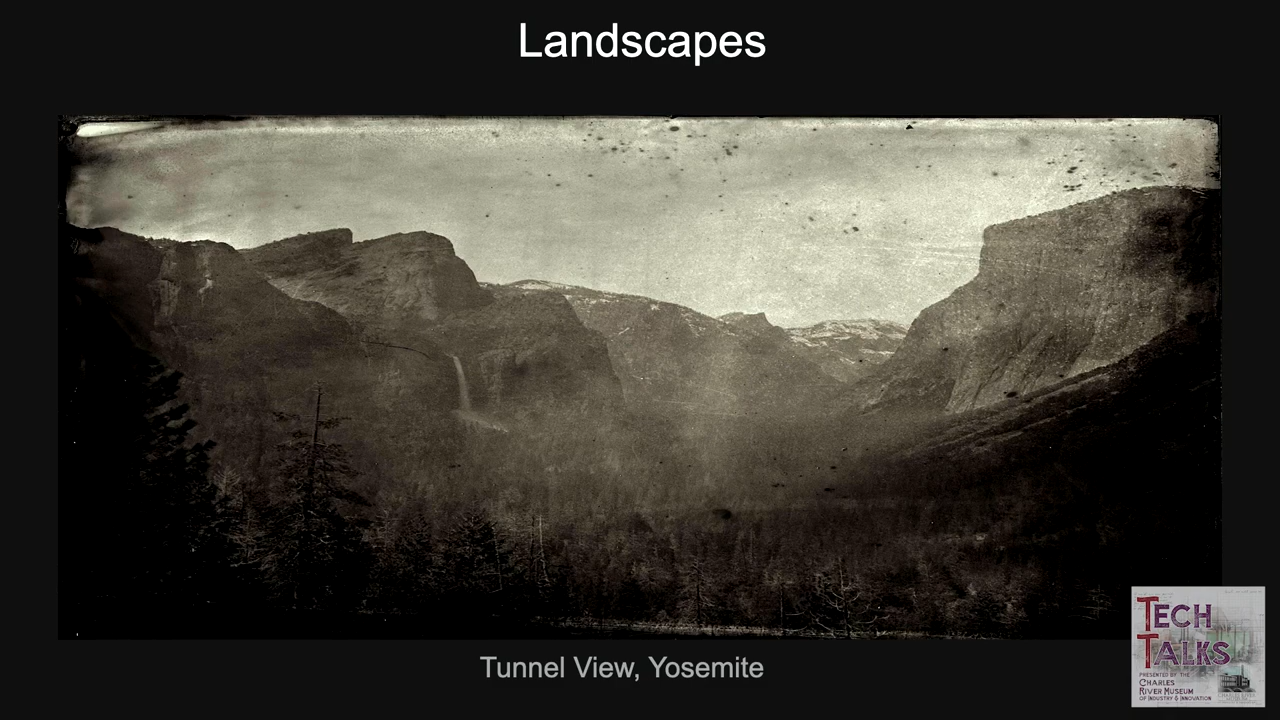 Landscapes
Tunnel View, Yosemite
TECH
TALKS
PRESENTED BY THE
CHARLES
RIVER MUSEUM
OF INDUSTRY & INNOVATION